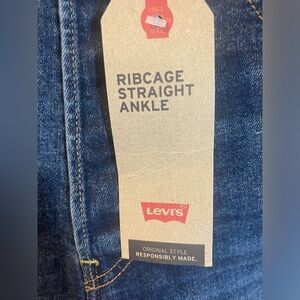 RIBCAGE
STRAIGHT
ANKLE
LEVI'S
ORIGINAL STYLE.
RESPONSIBLY MADE.